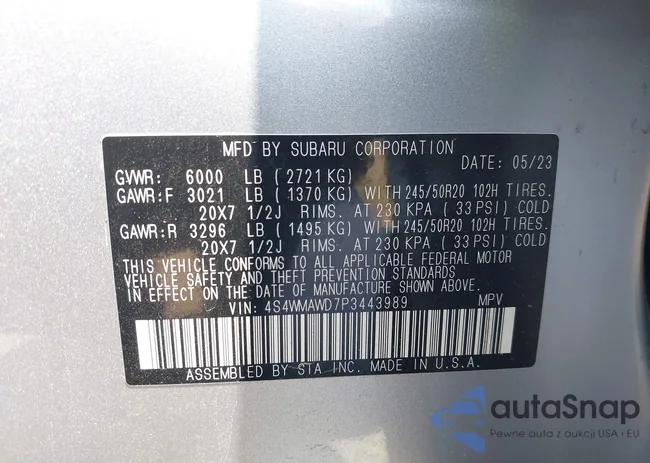 MFD BY SUBARU CORPORATION
DATE: 05/23
GVWR: 6000 LB (2721 KG)
GAWR:F 3021 LB (1370 KG) WITH 245/50R20 102H TIRES.
20X7 1/2J RIMS. AT 230 KPA (33 PSI) COLD
GAWR:R 3296 LB (1495 KG) WITH 245/50R20 102H TIRES.
20X7 1/2J RIMS. AT 230 KPA (33 PSI) COLD
THIS VEHICLE CONFORMS TO ALL APPLICABLE FEDERAL MOTOR
VEHICLE SAFETY AND THEFT PREVENTION STANDARDS
IN EFFECT ON THE DATE OF MANUFACTURE SHOWN ABOVE.
VIN: 4S4WMAWD7P3443989 MPV
ASSEMBLED BY STA INC. MADE IN U.S.A.
autoSnap
Pewne auta z aukcji USA i EU